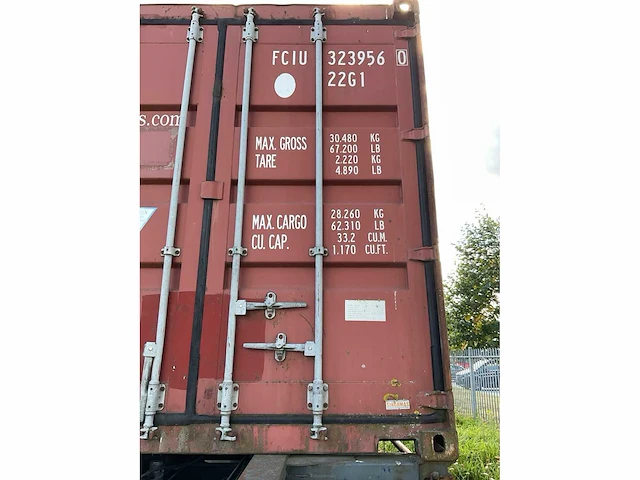 FCIU 323956 0
22G1
s.com
MAX. GROSS 30.480 KG
67.200 LB
TARE 2.220 KG
4.890 LB
MAX. CARGO 28.260 KG
62.310 LB
CU. CAP. 33.2 CU.M.
1.170 CU.FT.